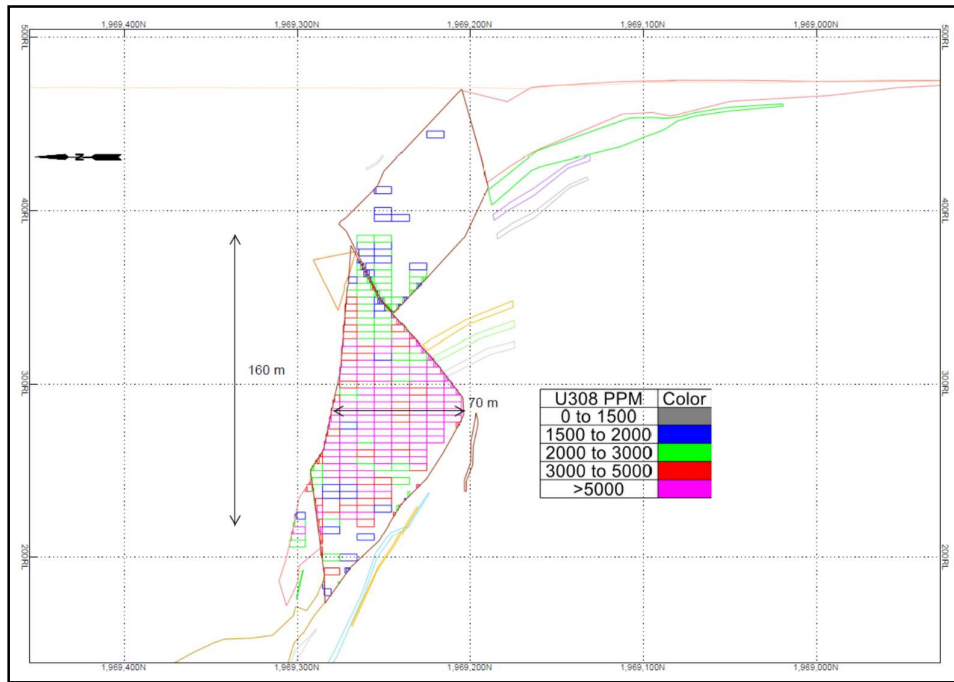 1,969,400N 1,969,300N 1,969,200N 1,969,100N 1,969,000N
500RL 500RL
N
400RL 400RL
160 m
300RL 300RL
70 m
U308 PPM Color
0 to 1500
1500 to 2000
2000 to 3000
3000 to 5000
>5000
200RL 200RL
1,969,400N 1,969,300N 1,969,200N 1,969,100N 1,969,000N